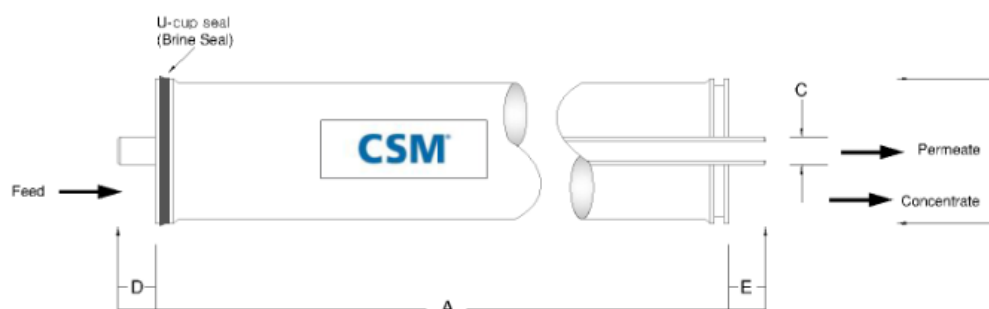 U-cup seal
(Brine Seal)
C
CSM®
Permeate
Feed
Concentrate
D
E
A